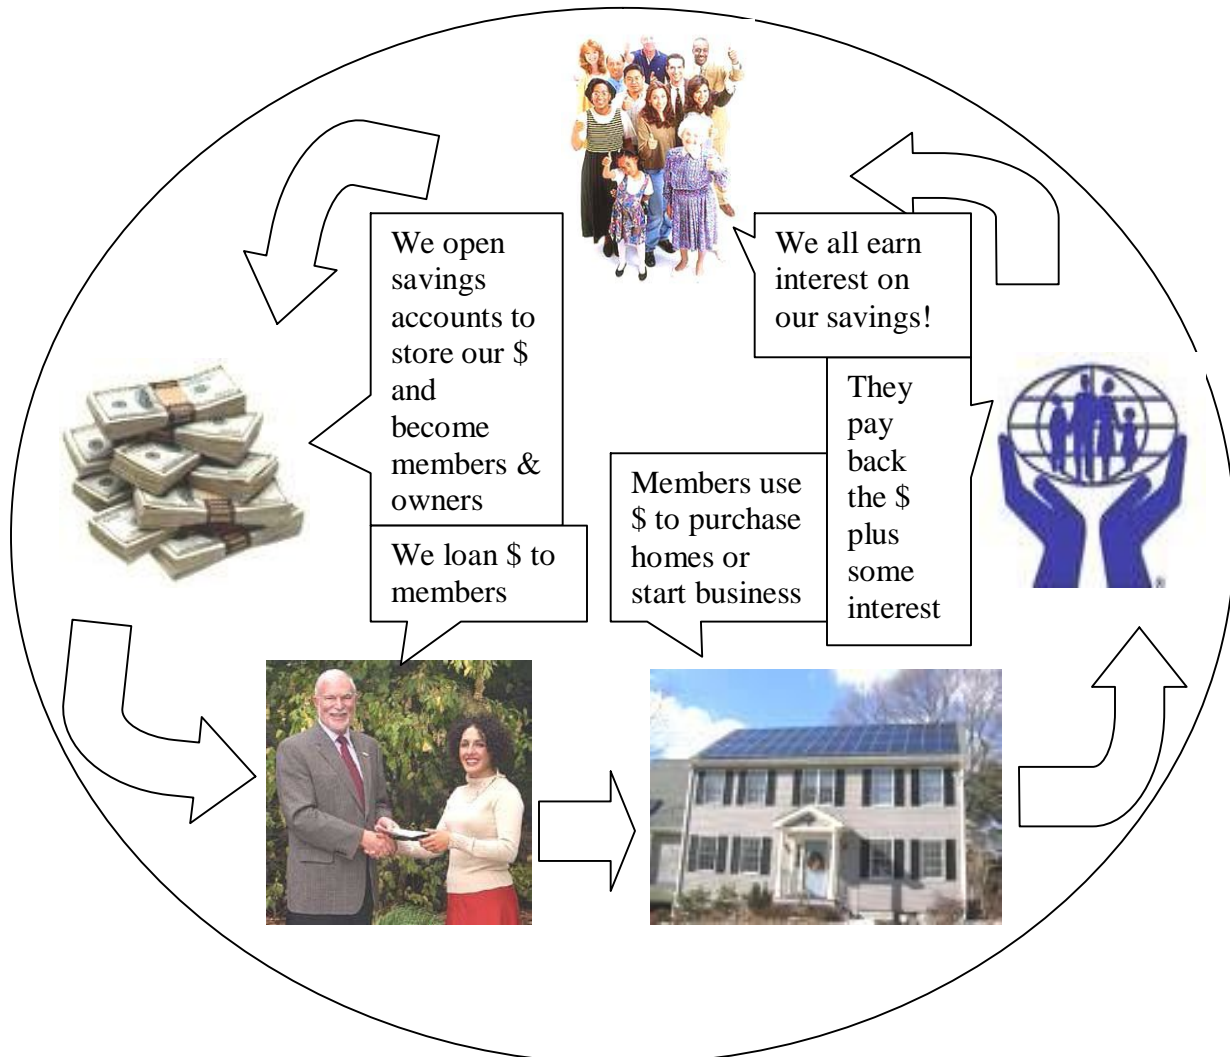 We open
savings
accounts to
store our $
and
become
members &
owners
We loan $ to
members
Members use
$ to purchase
homes or
start business
They
pay
back
the $
plus
some
interest
We all earn
interest on
our savings!
®